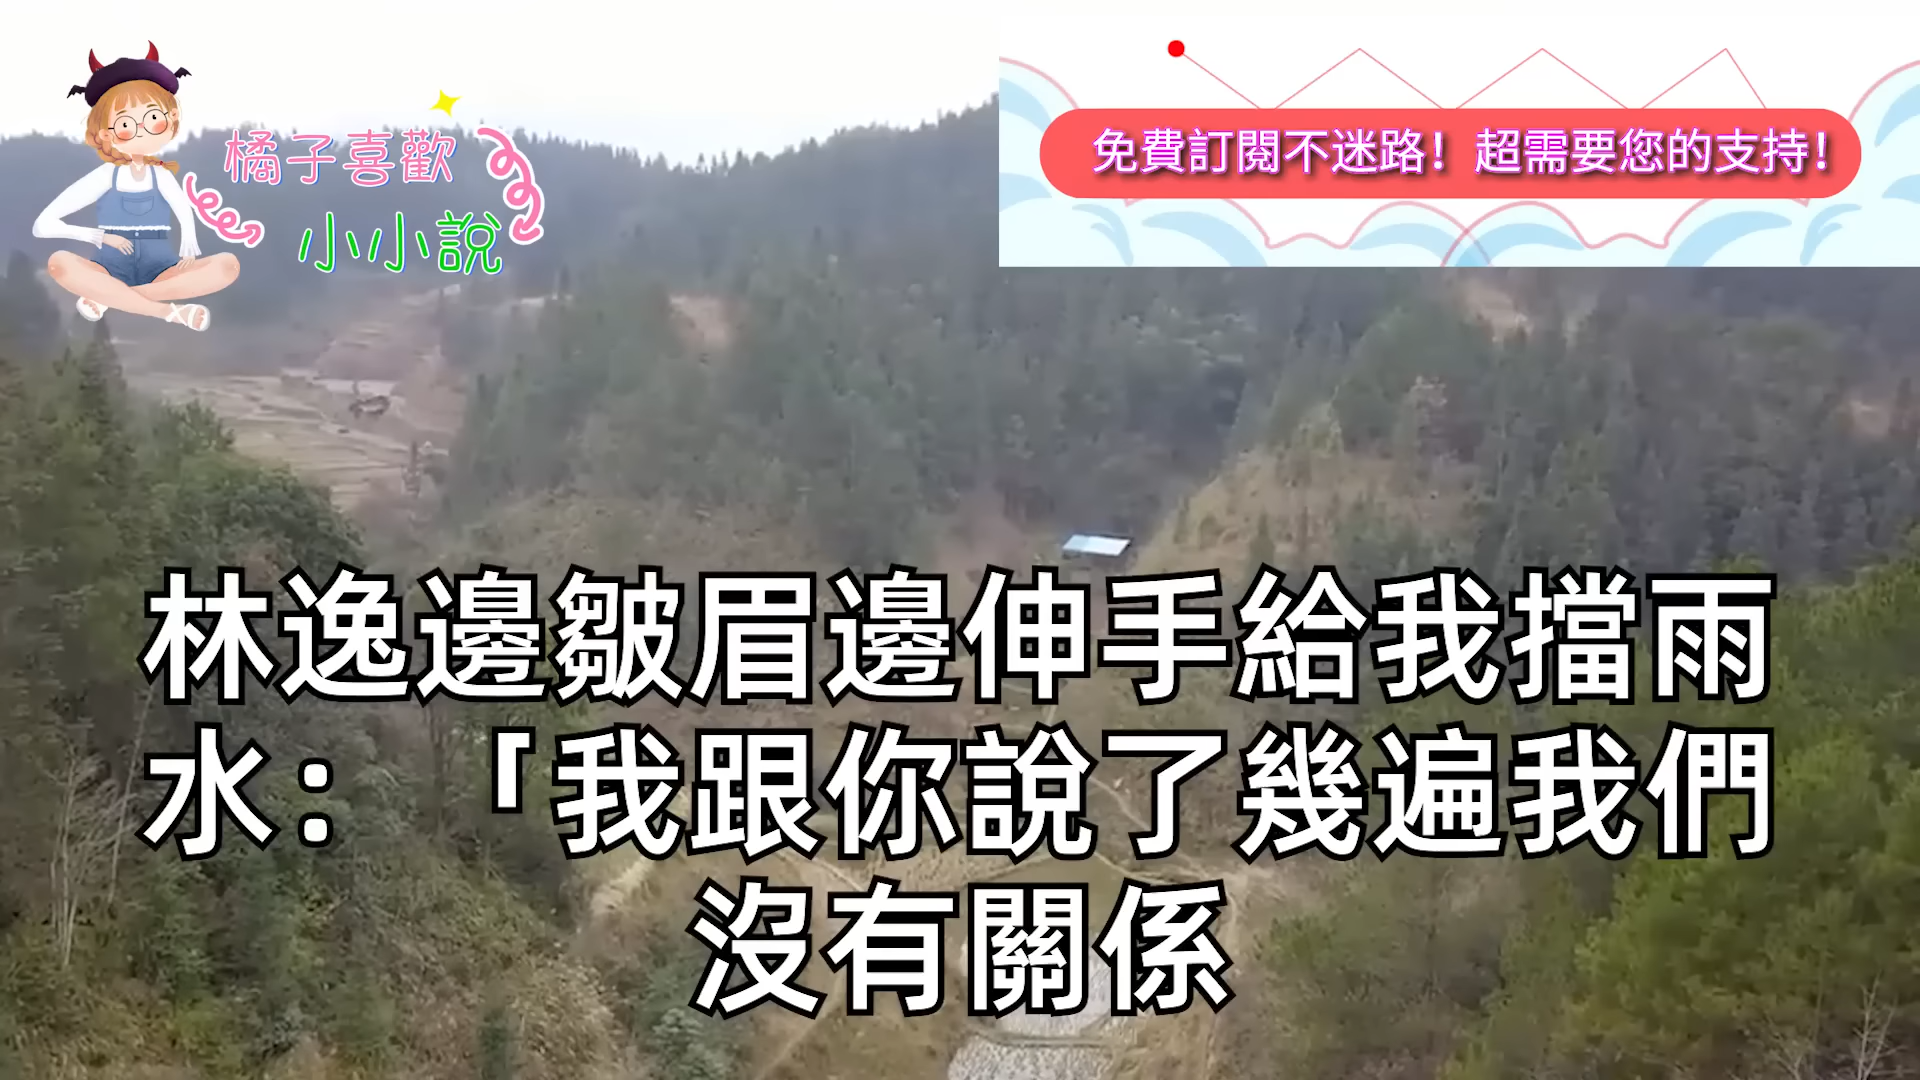 橘子喜歡
小小說
免費訂閱不迷路！超需要您的支持！
林逸邊皺眉邊伸手給我擋雨
水：「我跟你說了幾遍我們
沒有關係